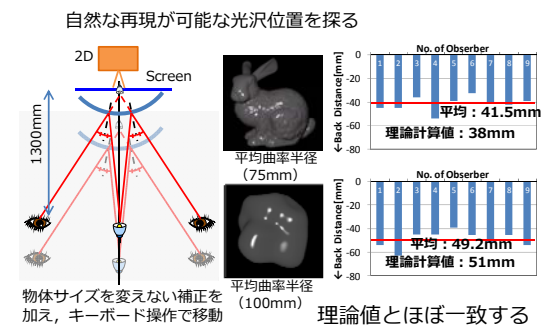 自然な再現が可能な光沢位置を探る
2D
Screen
1300mm
物体サイズを変えない補正を
加え，キーボード操作で移動
平均曲率半径
（75mm）
平均曲率半径
（100mm）
No. of Obserber
←Back Distance[mm]
0
-20
-40
-60
-80
1 2 3 4 5 6 7 8 9
平均：41.5mm
理論計算値：38mm
No. of Obserber
←Back Distance[mm]
0
-20
-40
-60
-80
1 2 3 4 5 6 7 8 9
平均：49.2mm
理論計算値：51mm
理論値とほぼ一致する